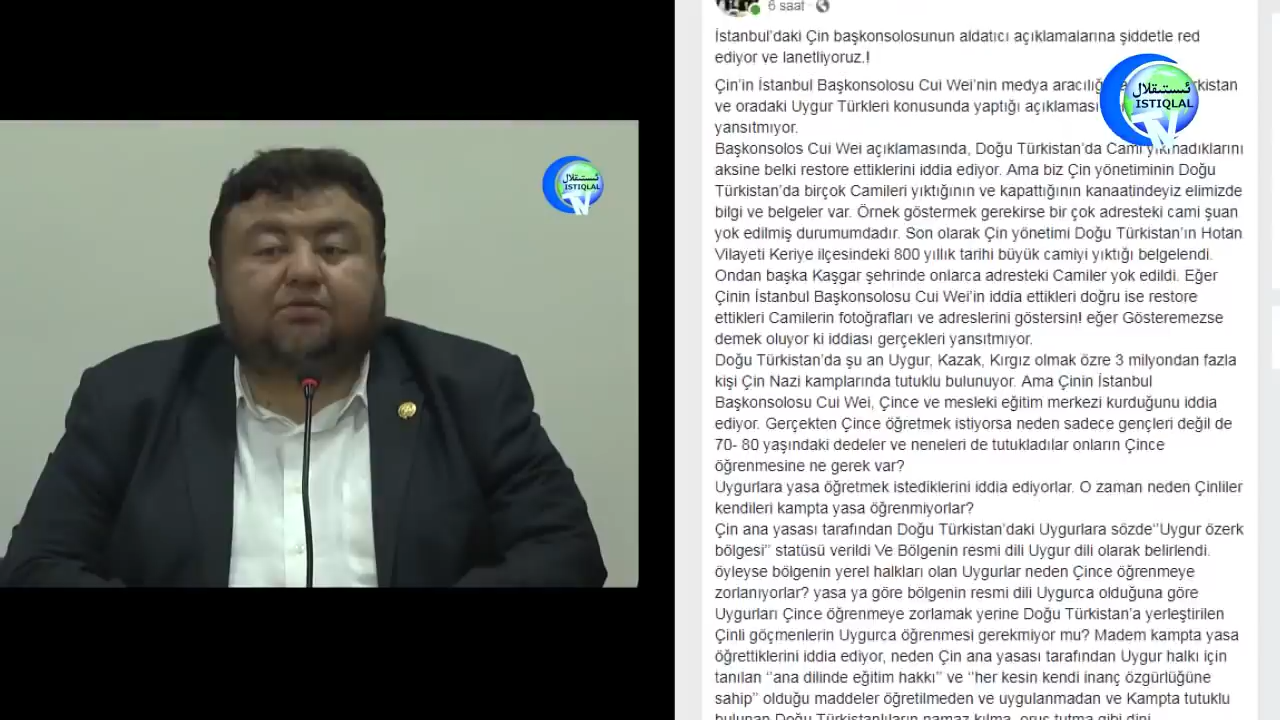 6 saat
İstanbul'daki Çin başkonsolosunun aldatıcı açıklamalarına şiddetle red
ediyor ve lanetliyoruz.!
Çin'in İstanbul Başkonsolosu Cui Wei'nin medya
ve oradaki Uygur Türkleri konusunda yaptığı açıklaması
yansıtmıyor.
Başkonsolos Cui Wei açıklamasında, Doğu Türkistan'da Cami yıkmadıklarını
aksine belki restore ettiklerini iddia ediyor. Ama biz Çin yönetiminin Doğu
Türkistan'da birçok Camileri yıktığının ve kapattığının kanaatindeyiz elimizde
bilgi ve belgeler var. Örnek göstermek gerekirse bir çok adresteki cami şuan
yok edilmiş durumumdadır. Son olarak Çin yönetimi Doğu Türkistan'ın Hotan
Vilayeti Keriye ilçesindeki 800 yıllık tarihi büyük camiyi yıktığı belgelendi.
Ondan başka Kaşgar şehrinde onlarca adresteki Camiler yok edildi. Eğer
Çinin İstanbul Başkonsolosu Cui Wei'in iddia ettikleri doğru ise restore
ettikleri Camilerin fotoğrafları ve adreslerini göstersin! eğer Gösteremezse
demek oluyor ki iddiası gerçekleri yansıtmıyor.
Doğu Türkistan'da şu an Uygur, Kazak, Kırgız olmak özre 3 milyondan fazla
kişi Çin Nazi kamplarında tutuklu bulunuyor. Ama Çinin İstanbul
Başkonsolosu Cui Wei, Çince ve mesleki eğitim merkezi kurduğunu iddia
ediyor. Gerçekten Çince öğretmek istiyorsa neden sadece gençleri değil de
70- 80 yaşındaki dedeler ve neneleri de tutukladılar onların Çince
öğrenmesine ne gerek var?
Uygurlara yasa öğretmek istediklerini iddia ediyorlar. O zaman neden Çinliler
kendileri kampta yasa öğrenmiyorlar?
Çin ana yasası tarafından Doğu Türkistan'daki Uygurlara sözde''Uygur özerk
bölgesi'' statüsü verildi Ve Bölgenin resmi dili Uygur dili olarak belirlendi.
öyleyse bölgenin yerel halkları olan Uygurlar neden Çince öğrenmeye
zorlanıyorlar? yasa ya göre bölgenin resmi dili Uygurca olduğuna göre
Uygurları Çince öğrenmeye zorlamak yerine Doğu Türkistan'a yerleştirilen
Çinli göçmenlerin Uygurca öğrenmesi gerekmiyor mu? Madem kampta yasa
öğrettiklerini iddia ediyor, neden Çin ana yasası tarafından Uygur halkı için
tanılan ''ana dilinde eğitim hakkı'' ve ''her kesin kendi inanç özgürlüğüne
sahip'' olduğu maddeler öğretilmeden ve uygulanmadan ve Kampta tutuklu
bulunan Doğu Türkistanlıların namaz kılma, oruç tutma gibi dini
ئىستىقلال
ISTIQLAL
TV
ئىستىقلال
ISTIQLAL
TV